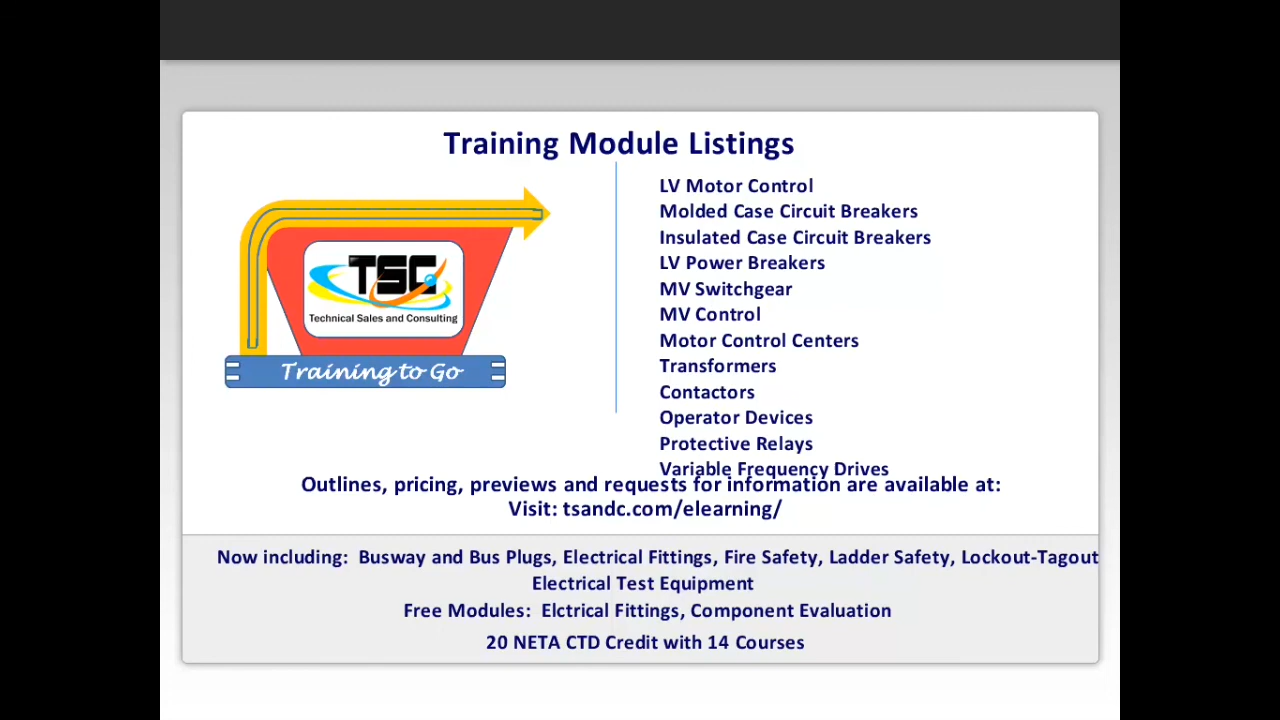 Training Module Listings
LV Motor Control
Molded Case Circuit Breakers
Insulated Case Circuit Breakers
LV Power Breakers
MV Switchgear
MV Control
Motor Control Centers
Transformers
Contactors
Operator Devices
Protective Relays
Variable Frequency Drives
TSC
Technical Sales and Consulting
Training to Go
Outlines, pricing, previews and requests for information are available at:
Visit: tsandc.com/elearning/
Now including:  Busway and Bus Plugs, Electrical Fittings, Fire Safety, Ladder Safety, Lockout-Tagout
Electrical Test Equipment
Free Modules:  Elctrical Fittings, Component Evaluation
20 NETA CTD Credit with 14 Courses